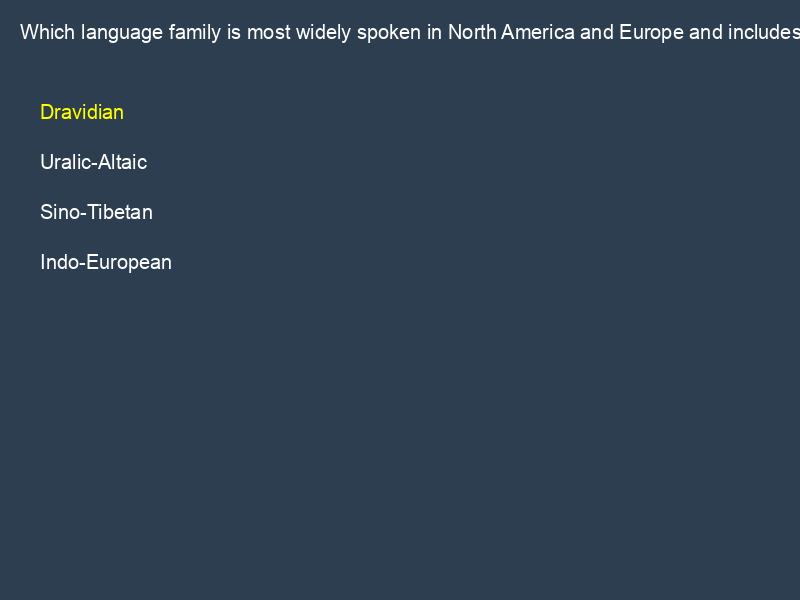 Which language family is most widely spoken in North America and Europe and includes
Dravidian
Uralic-Altaic
Sino-Tibetan
Indo-European